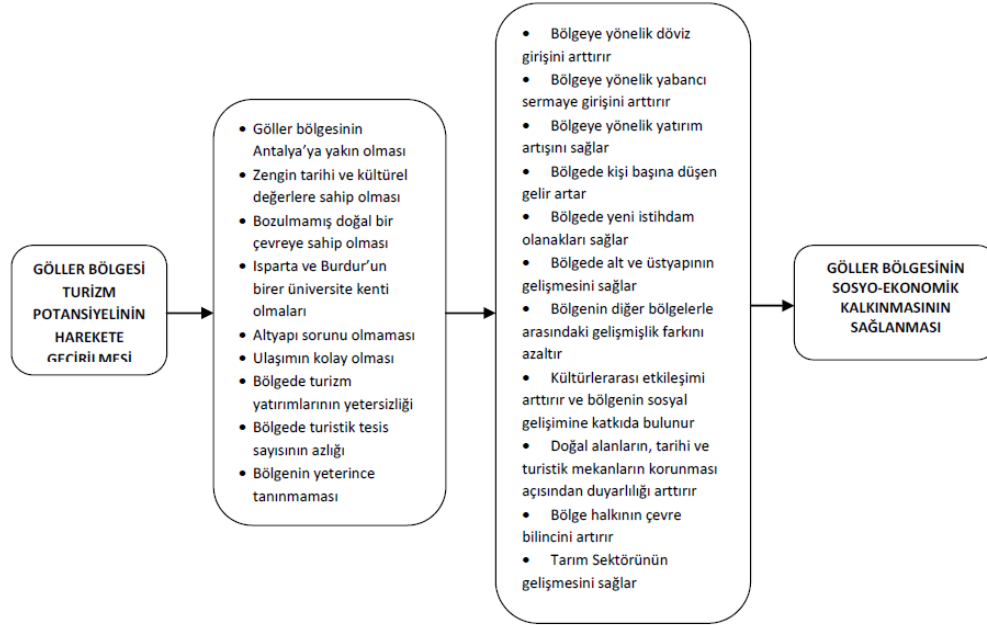 GÖLLER BÖLGESİ
TURİZM
POTANSİYELİNİN
HAREKETE
GEÇİRİLMESİ
• Göller bölgesinin
Antalya’ya yakın olması
• Zengin tarihi ve kültürel
değerlere sahip olması
• Bozulmamış doğal bir
çevreye sahip olması
• Isparta ve Burdur’un
birer üniversite kenti
olmaları
• Altyapı sorunu olmaması
• Ulaşımın kolay olması
• Bölgede turizm
yatırımlarının yetersizliği
• Bölgede turistik tesis
sayısının azlığı
• Bölgenin yeterince
tanınmaması
• Bölgeye yönelik döviz
girişini arttırır
• Bölgeye yönelik yabancı
sermaye girişini arttırır
• Bölgeye yönelik yatırım
artışını sağlar
• Bölgede kişi başına düşen
gelir artar
• Bölgede yeni istihdam
olanakları sağlar
• Bölgede alt ve üstyapının
gelişmesini sağlar
• Bölgenin diğer bölgelerle
arasındaki gelişmişlik farkını
azaltır
• Kültürlerarası etkileşimi
arttırır ve bölgenin sosyal
gelişimine katkıda bulunur
• Doğal alanların, tarihi ve
turistik mekanların korunması
açısından duyarlılığı arttırır
• Bölge halkının çevre
bilincini artırır
• Tarım Sektörünün
gelişmesini sağlar
GÖLLER BÖLGESİNİN
SOSYO-EKONOMİK
KALKINMASININ
SAĞLANMASI